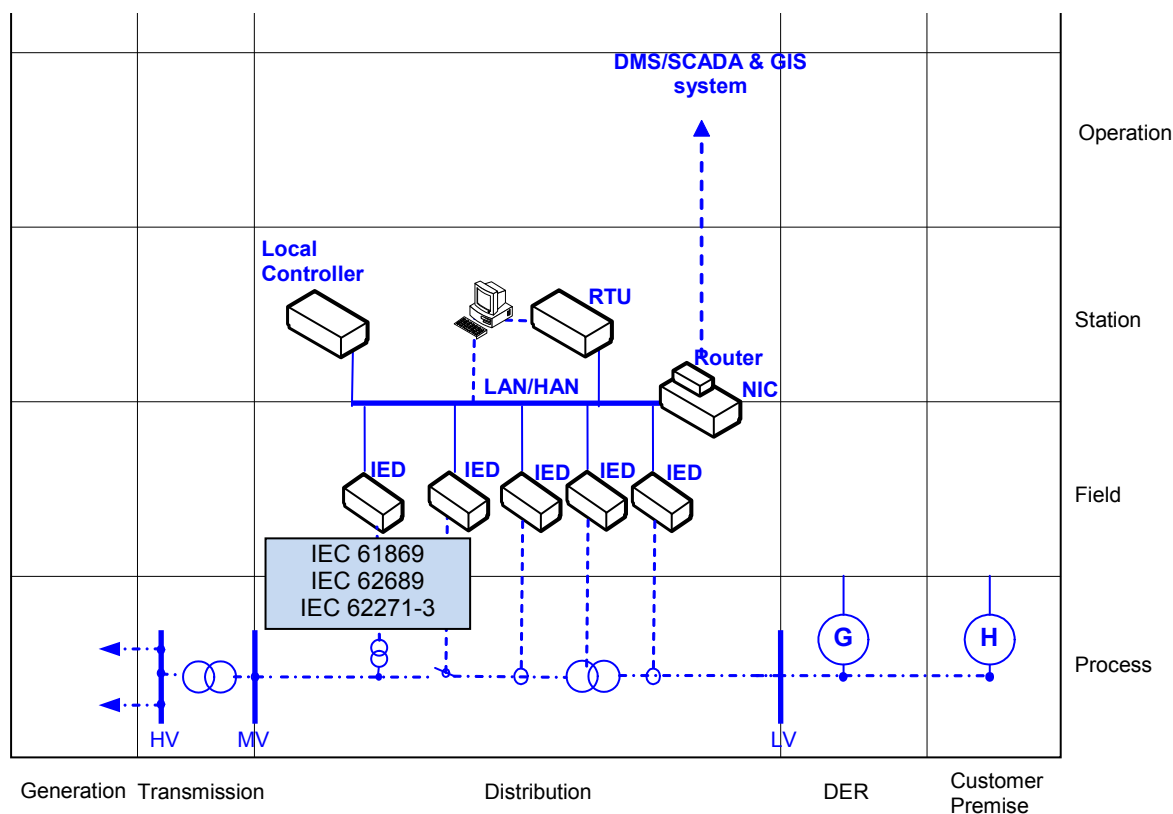 DMS/SCADA & GIS
system
Operation
Local
Controller
RTU
Station
Router
LAN/HAN
NIC
IED
IED
IED
IED
IED
Field
IEC 61869
IEC 62689
IEC 62271-3
G
H
Process
HV
MV
LV
Generation
Transmission
Distribution
DER
Customer
Premise